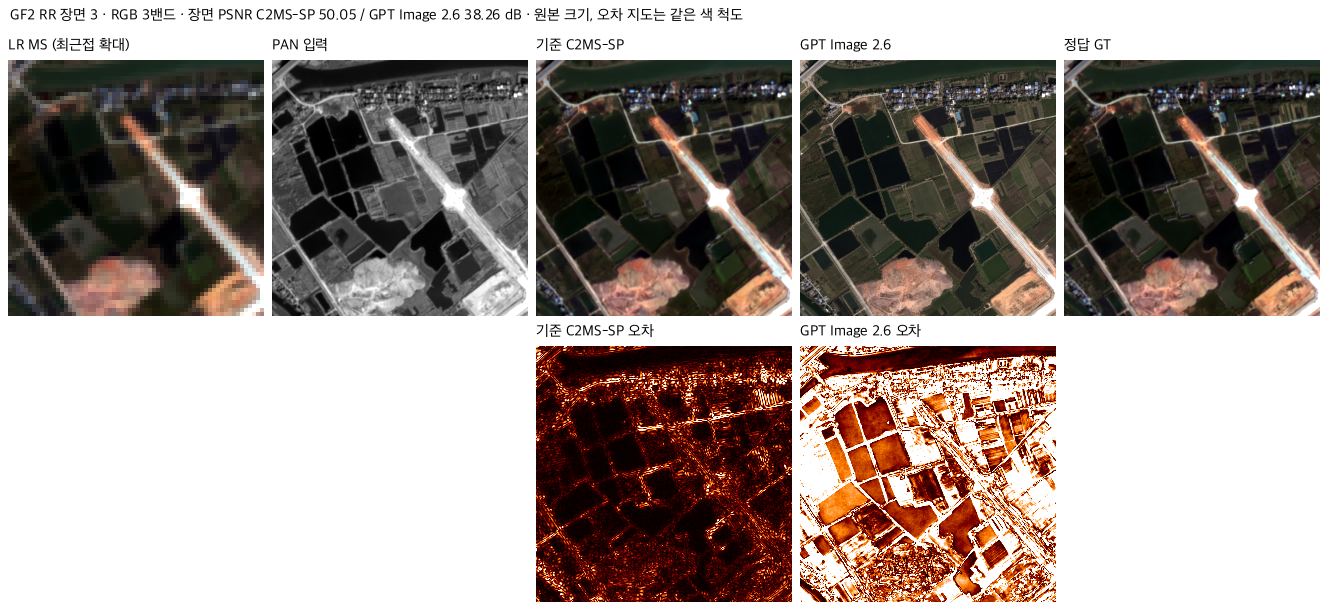 GF2 RR 장면 3 · RGB 3밴드 · 장면 PSNR C2MS-SP 50.05 / GPT Image 2.6 38.26 dB · 원본 크기, 오차 지도는 같은 색 척도
LR MS (최근접 확대)
PAN 입력
기준 C2MS-SP
GPT Image 2.6
정답 GT
기준 C2MS-SP 오차
GPT Image 2.6 오차